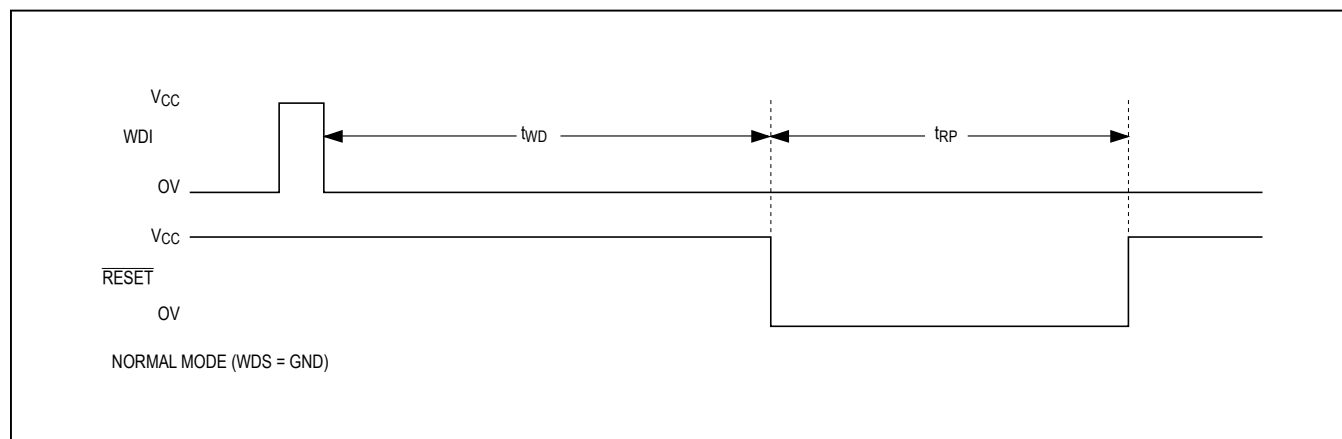 VCC
WDI
tWD
tRP
OV
VCC
RESET
OV
NORMAL MODE (WDS = GND)